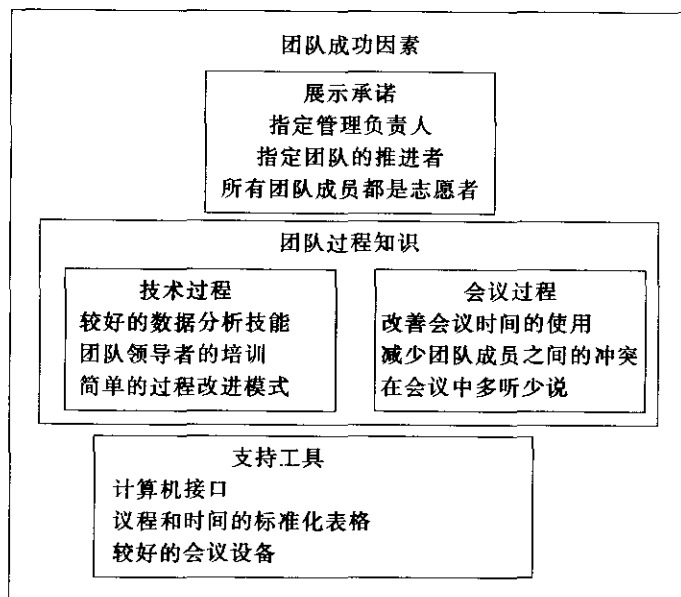 团队成功因素
展示承诺
指定管理负责人
指定团队的推进者
所有团队成员都是志愿者
团队过程知识
技术过程
较好的数据分析技能
团队领导者的培训
简单的过程改进模式
会议过程
改善会议时间的使用
减少团队成员之间的冲突
在会议中多听少说
支持工具
计算机接口
议程和时间的标准化表格
较好的会议设备